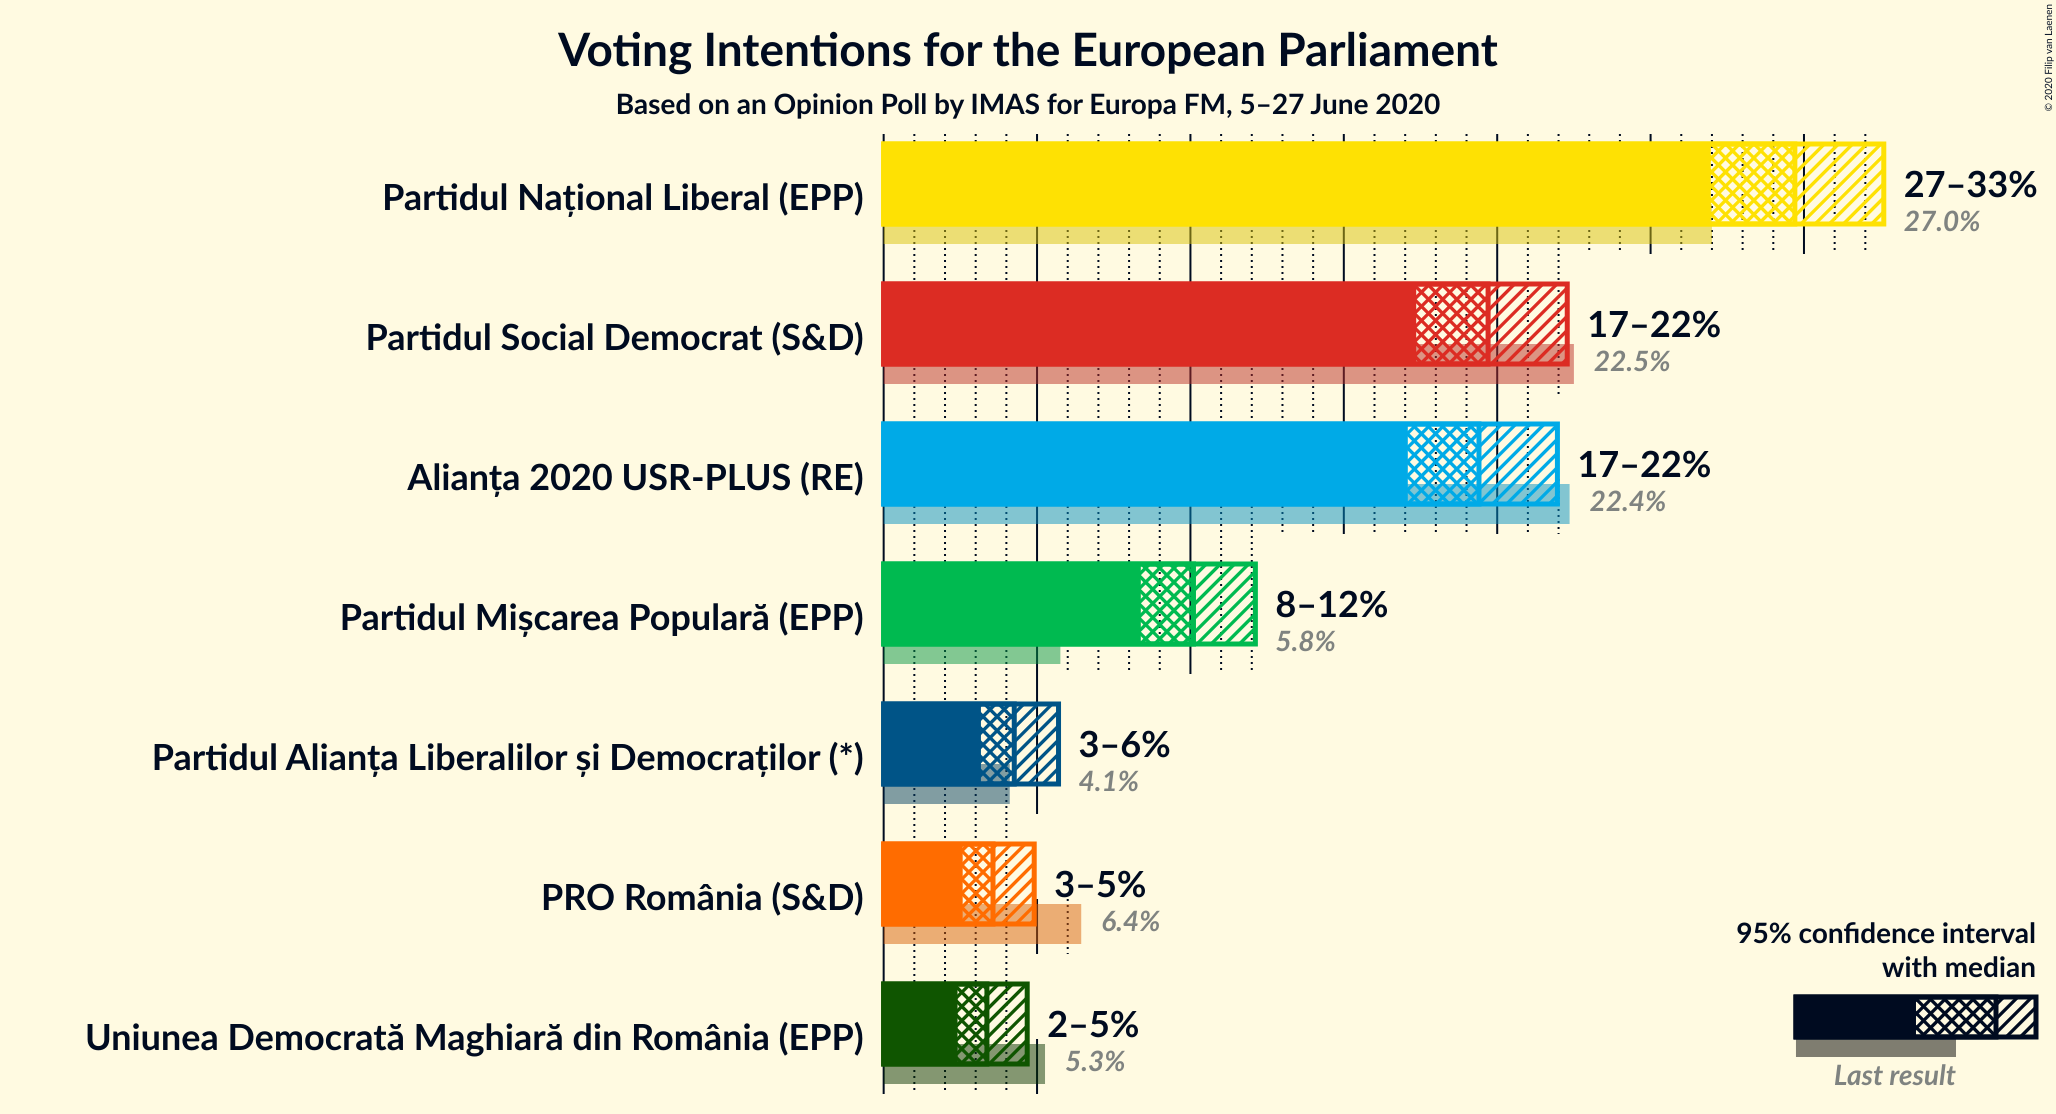 Voting Intentions for the European Parliament
Based on an Opinion Poll by IMAS for Europa FM, 5–27 June 2020
© 2020 Filip van Laenen
Partidul Național Liberal (EPP)
27–33%
27.0%
Partidul Social Democrat (S&D)
17–22%
22.5%
Alianța 2020 USR-PLUS (RE)
17–22%
22.4%
Partidul Mișcarea Populară (EPP)
8–12%
5.8%
Partidul Alianța Liberalilor și Democraților (*)
3–6%
4.1%
PRO România (S&D)
3–5%
6.4%
Uniunea Democrată Maghiară din România (EPP)
2–5%
5.3%
95% confidence interval
with median
Last result